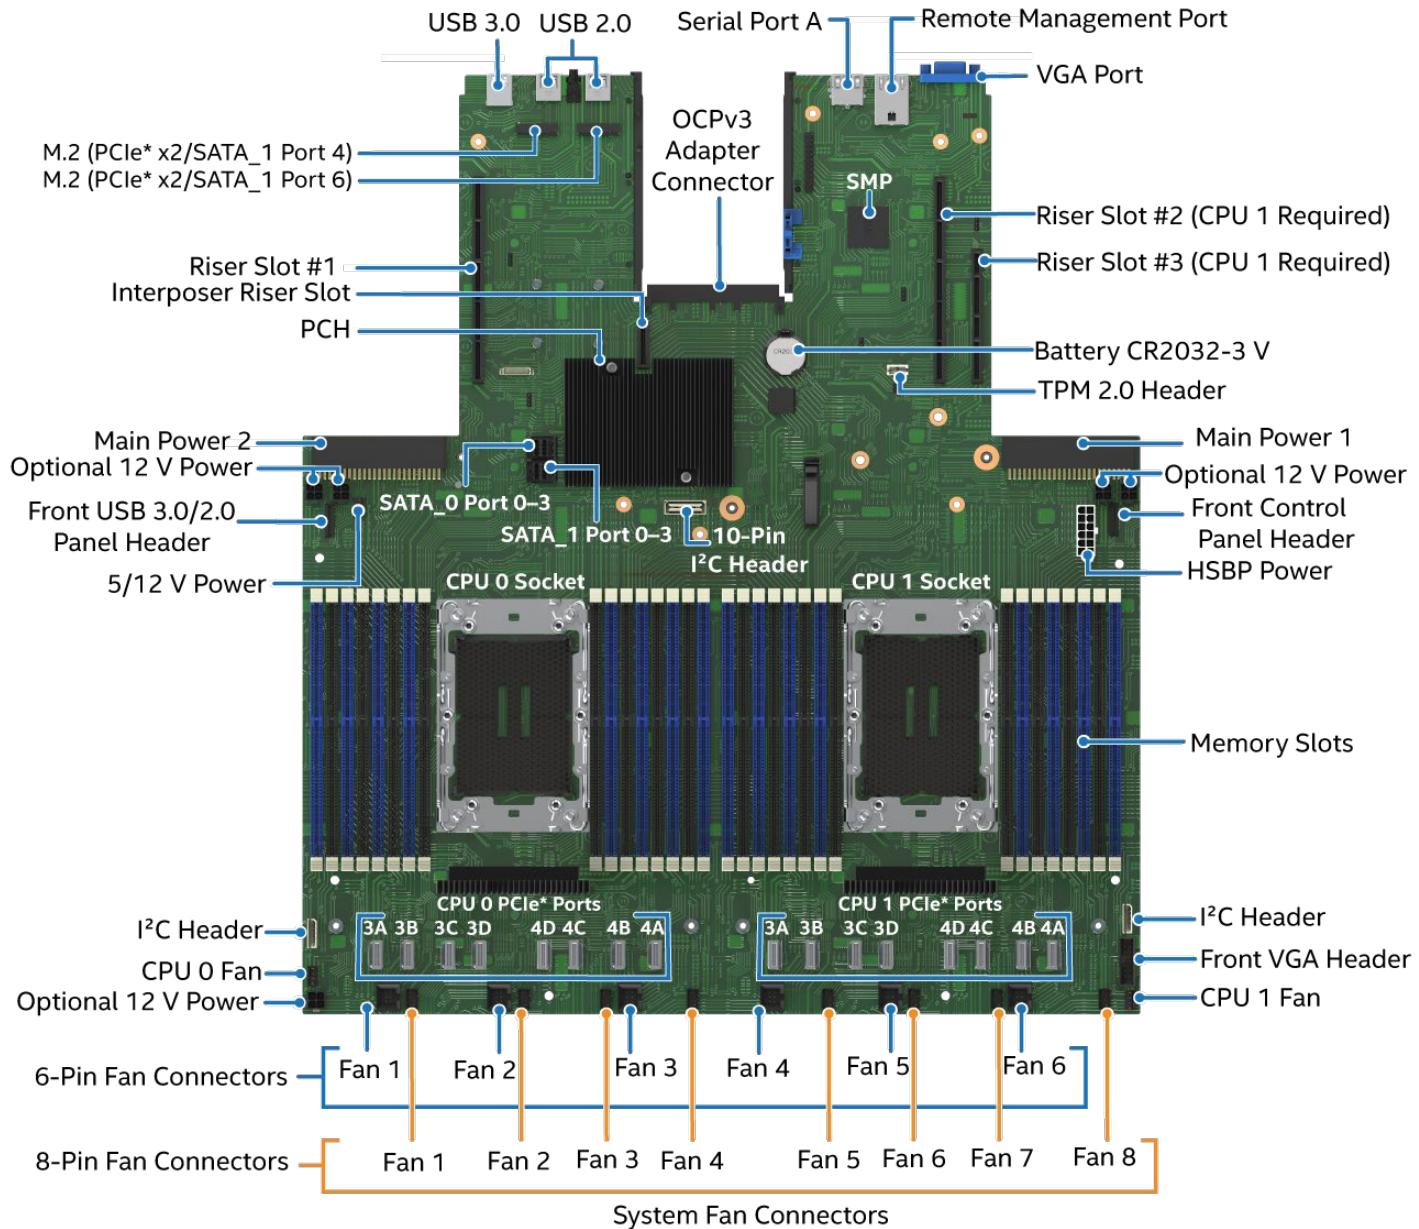 USB 3.0
USB 2.0
Serial Port A
Remote Management Port
VGA Port
M.2 (PCIe* x2/SATA_1 Port 4)
M.2 (PCIe* x2/SATA_1 Port 6)
OCPv3
Adapter
Connector
SMP
Riser Slot #2 (CPU 1 Required)
Riser Slot #3 (CPU 1 Required)
Riser Slot #1
Interposer Riser Slot
PCH
Battery CR2032-3 V
TPM 2.0 Header
Main Power 2
Optional 12 V Power
Front USB 3.0/2.0
Panel Header
5/12 V Power
SATA_0 Port 0–3
SATA_1 Port 0–3
10-Pin
I²C Header
Main Power 1
Optional 12 V Power
Front Control
Panel Header
HSBP Power
CPU 0 Socket
CPU 1 Socket
Memory Slots
CPU 0 PCIe* Ports
3A 3B 3C 3D 4D 4C 4B 4A
CPU 1 PCIe* Ports
3A 3B 3C 3D 4D 4C 4B 4A
I²C Header
CPU 0 Fan
Optional 12 V Power
I²C Header
Front VGA Header
CPU 1 Fan
6-Pin Fan Connectors
Fan 1 Fan 2 Fan 3 Fan 4 Fan 5 Fan 6
8-Pin Fan Connectors
Fan 1 Fan 2 Fan 3 Fan 4 Fan 5 Fan 6 Fan 7 Fan 8
System Fan Connectors